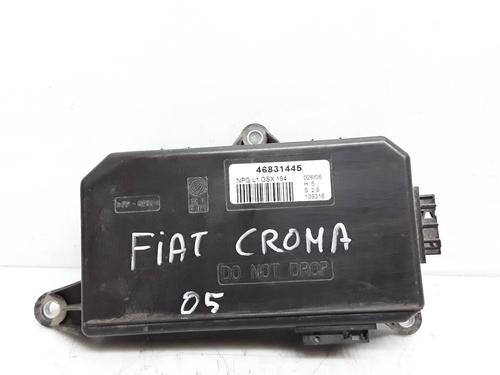 46831445
NPG L1 GSX 194
026/06
H: 5
S: 2.9
139316
FiAT CROMA
DO NOT DROP
05